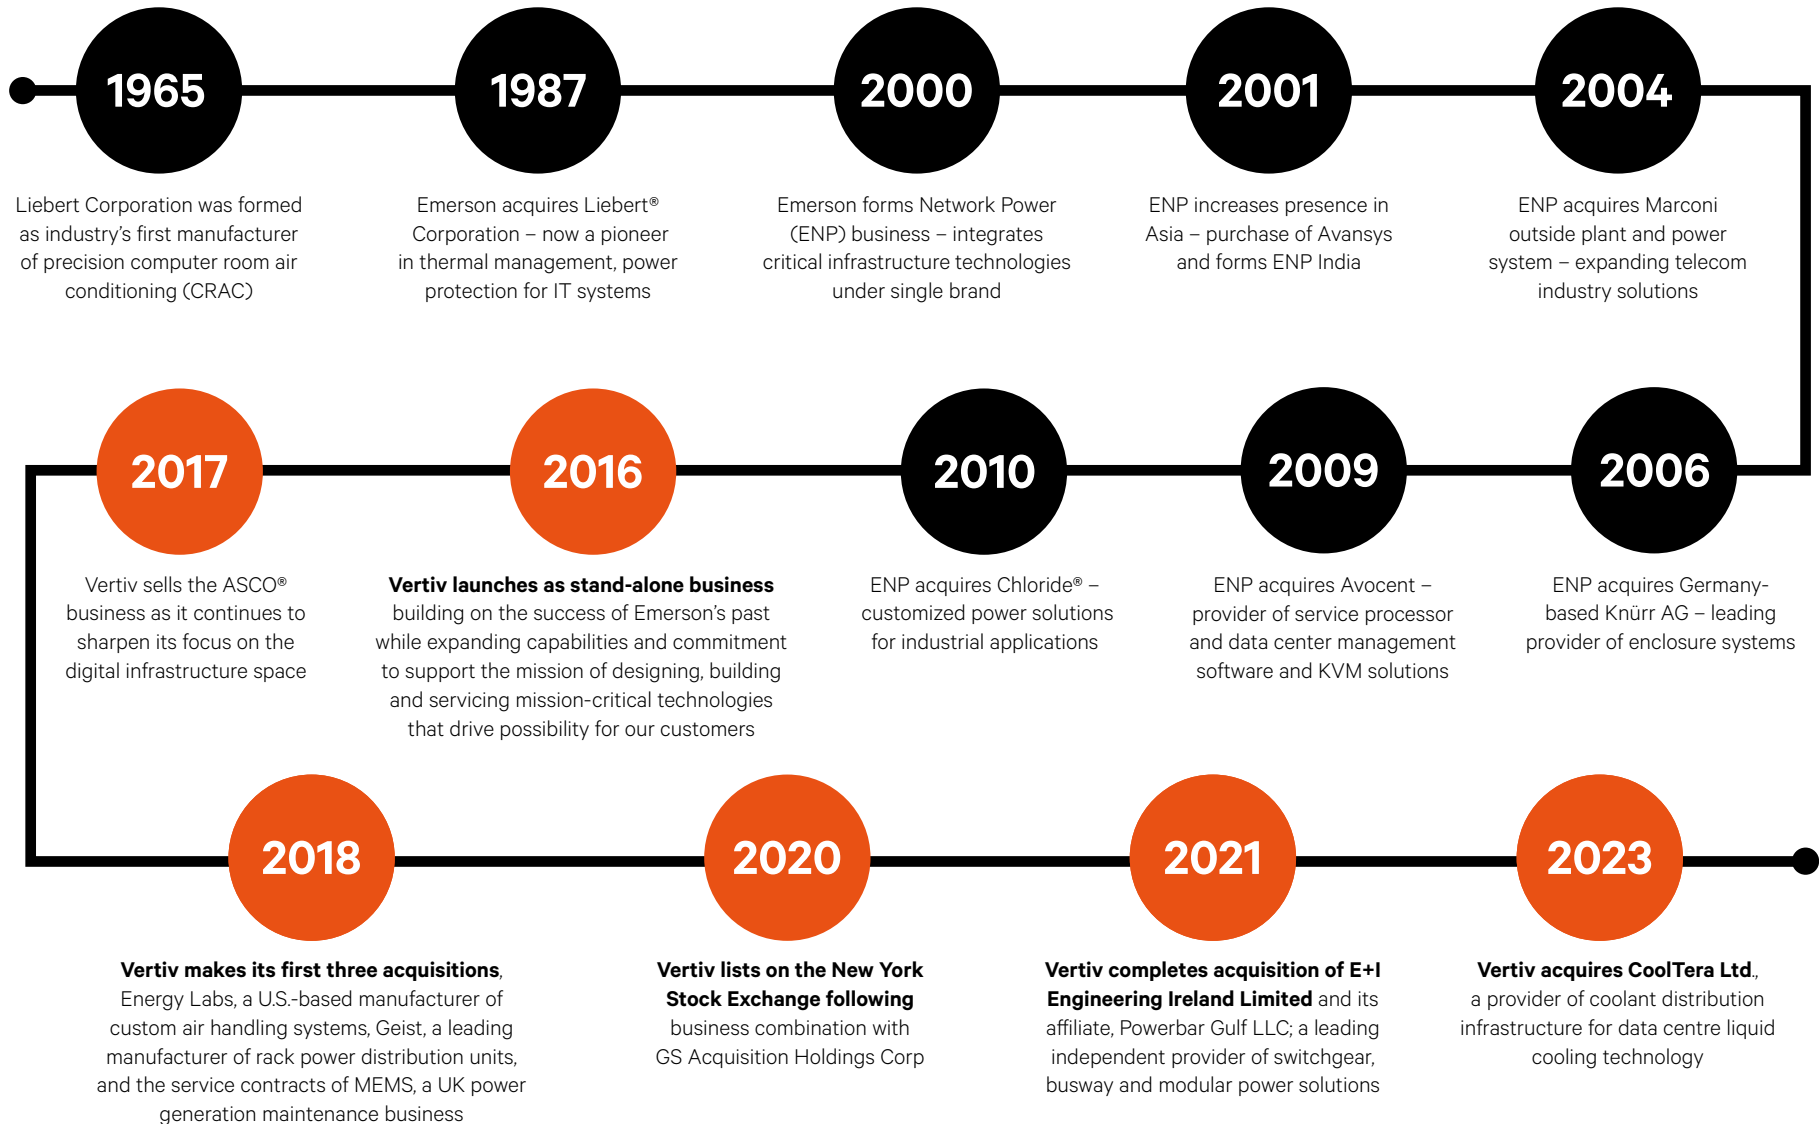 1965
Liebert Corporation was formed
as industry's first manufacturer
of precision computer room air
conditioning (CRAC)
1987
Emerson acquires Liebert®
Corporation – now a pioneer
in thermal management, power
protection for IT systems
2000
Emerson forms Network Power
(ENP) business – integrates
critical infrastructure technologies
under single brand
2001
ENP increases presence in
Asia – purchase of Avansys
and forms ENP India
2004
ENP acquires Marconi
outside plant and power
system – expanding telecom
industry solutions
2006
ENP acquires Germany-
based Knürr AG – leading
provider of enclosure systems
2009
ENP acquires Avocent –
provider of service processor
and data center management
software and KVM solutions
2010
ENP acquires Chloride® –
customized power solutions
for industrial applications
2016
Vertiv launches as stand-alone business
building on the success of Emerson's past
while expanding capabilities and commitment
to support the mission of designing, building
and servicing mission-critical technologies
that drive possibility for our customers
2017
Vertiv sells the ASCO®
business as it continues to
sharpen its focus on the
digital infrastructure space
2018
Vertiv makes its first three acquisitions,
Energy Labs, a U.S.-based manufacturer of
custom air handling systems, Geist, a leading
manufacturer of rack power distribution units,
and the service contracts of MEMS, a UK power
generation maintenance business
2020
Vertiv lists on the New York
Stock Exchange following
business combination with
GS Acquisition Holdings Corp
2021
Vertiv completes acquisition of E+I
Engineering Ireland Limited and its
affiliate, Powerbar Gulf LLC; a leading
independent provider of switchgear,
busway and modular power solutions
2023
Vertiv acquires CoolTera Ltd.,
a provider of coolant distribution
infrastructure for data centre liquid
cooling technology